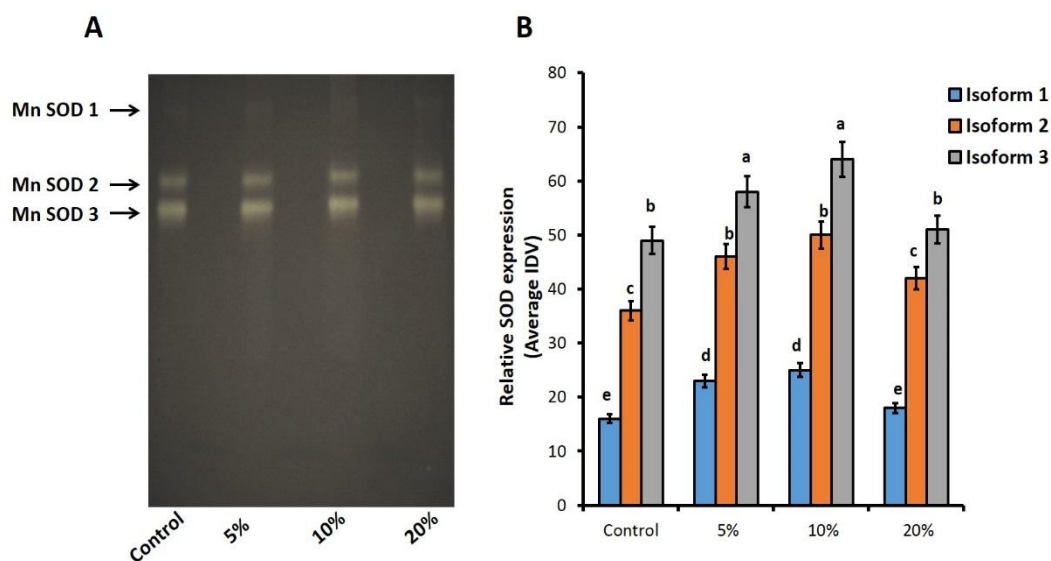 A
Mn SOD 1
Mn SOD 2
Mn SOD 3
Control
5%
10%
20%
B
80
70
60
50
40
30
20
10
0
Relative SOD expression
(Average IDV)
Isoform 1
Isoform 2
Isoform 3
e
c
b
d
b
a
d
b
a
e
c
b
Control
5%
10%
20%